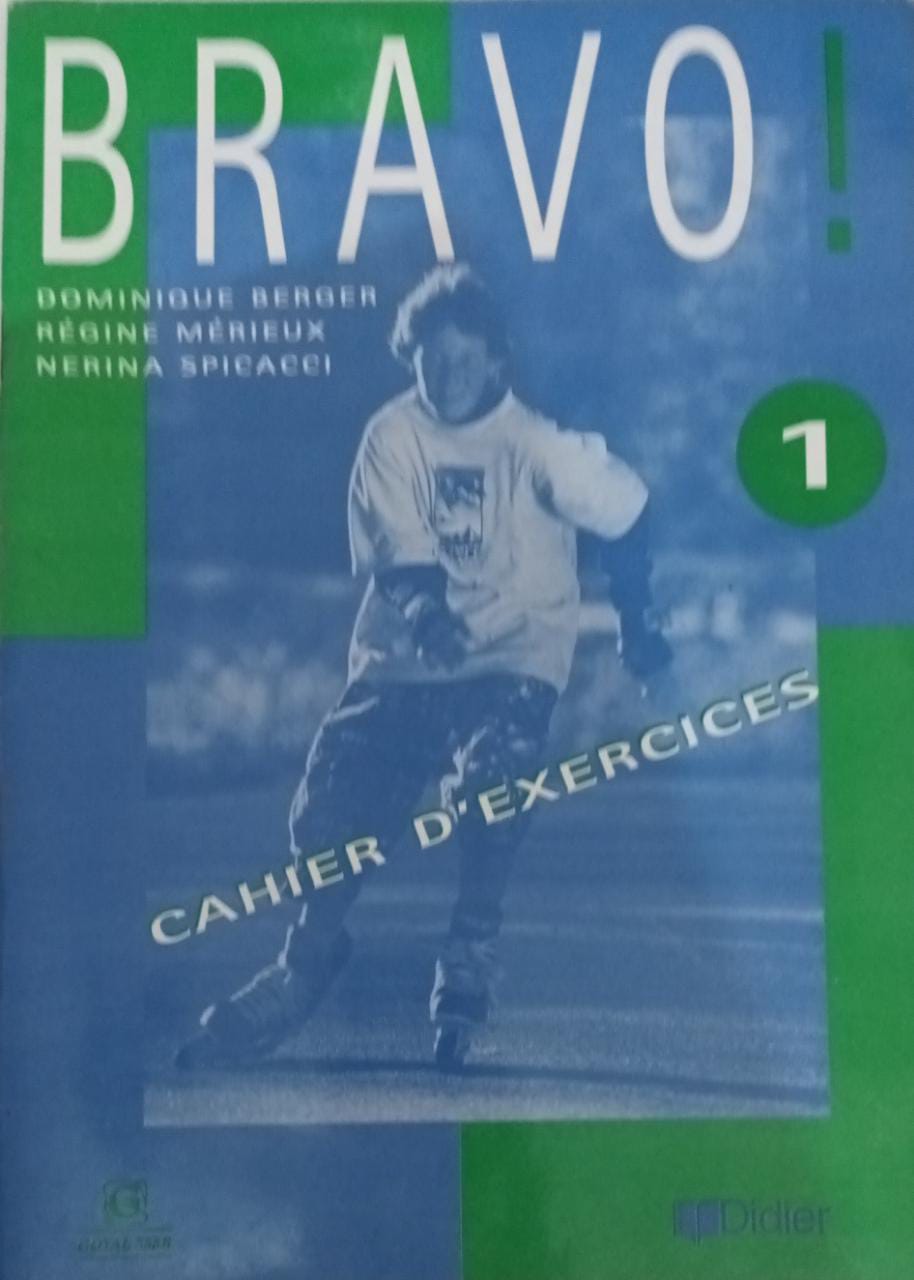 BRAVO!
DOMINIQUE BERGER
RÉGINE MÉRIEUX
NERINA SPICACCI
1
CAHIER D'EXERCICES
G
Didier